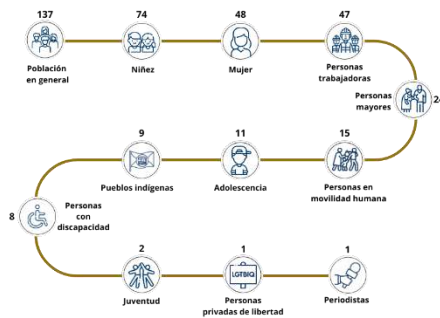 137
Población
en general
74
Niñez
48
Mujer
47
Personas
trabajadoras
Personas
mayores
15
Personas en
movilidad humana
11
Adolescencia
9
Pueblos indígenas
8
Personas
con
discapacidad
2
Juventud
1
LGTBIQ
Personas
privadas de libertad
1
Periodistas